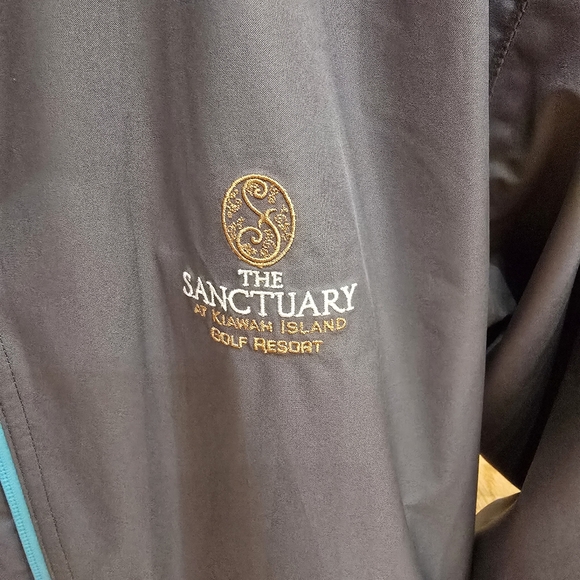 THE
SANCTUARY
AT KIAWAH ISLAND
GOLF RESORT